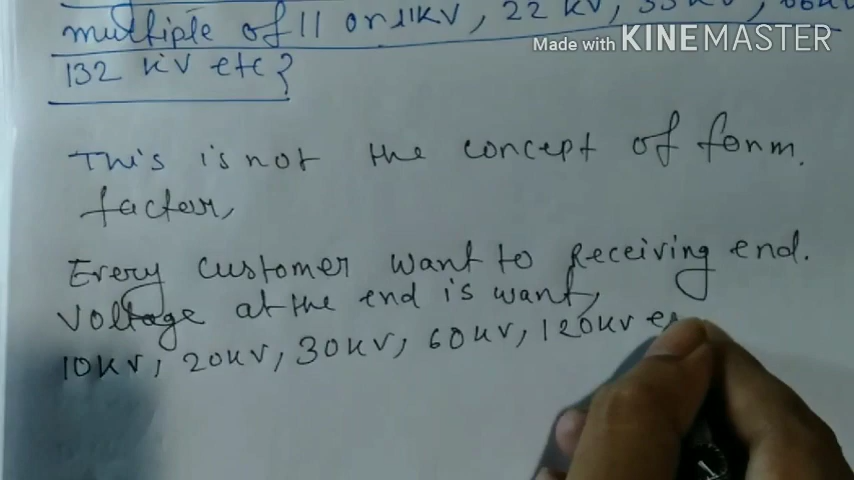 multiple of 11 or 11KV, 22 KV, 33KV, 66KV
Made with KINEMASTER
132 KV etc?
This is not the concept of form.
factor,
Every customer want to Receiving end.
Voltage at the end is want,
10KV, 20KV, 30KV, 60KV, 120KV e